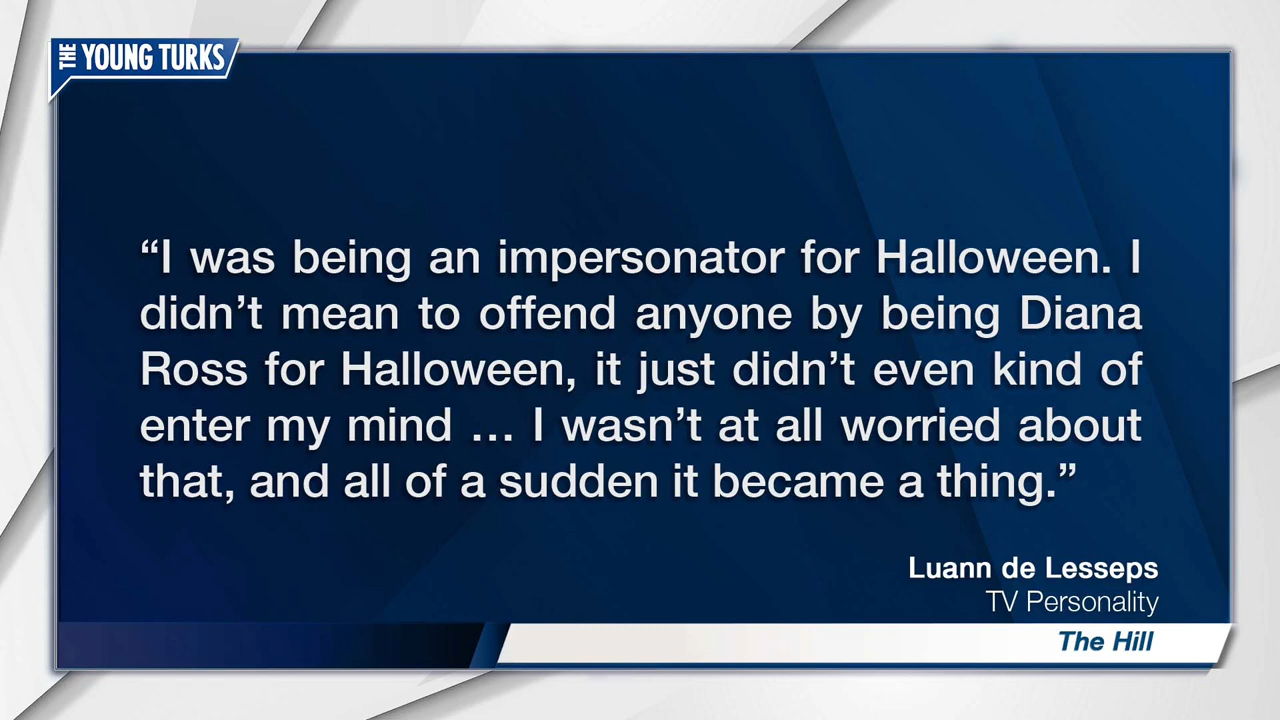 THE YOUNG TURKS
“I was being an impersonator for Halloween. I
didn’t mean to offend anyone by being Diana
Ross for Halloween, it just didn’t even kind of
enter my mind … I wasn’t at all worried about
that, and all of a sudden it became a thing.”
Luann de Lesseps
TV Personality
The Hill